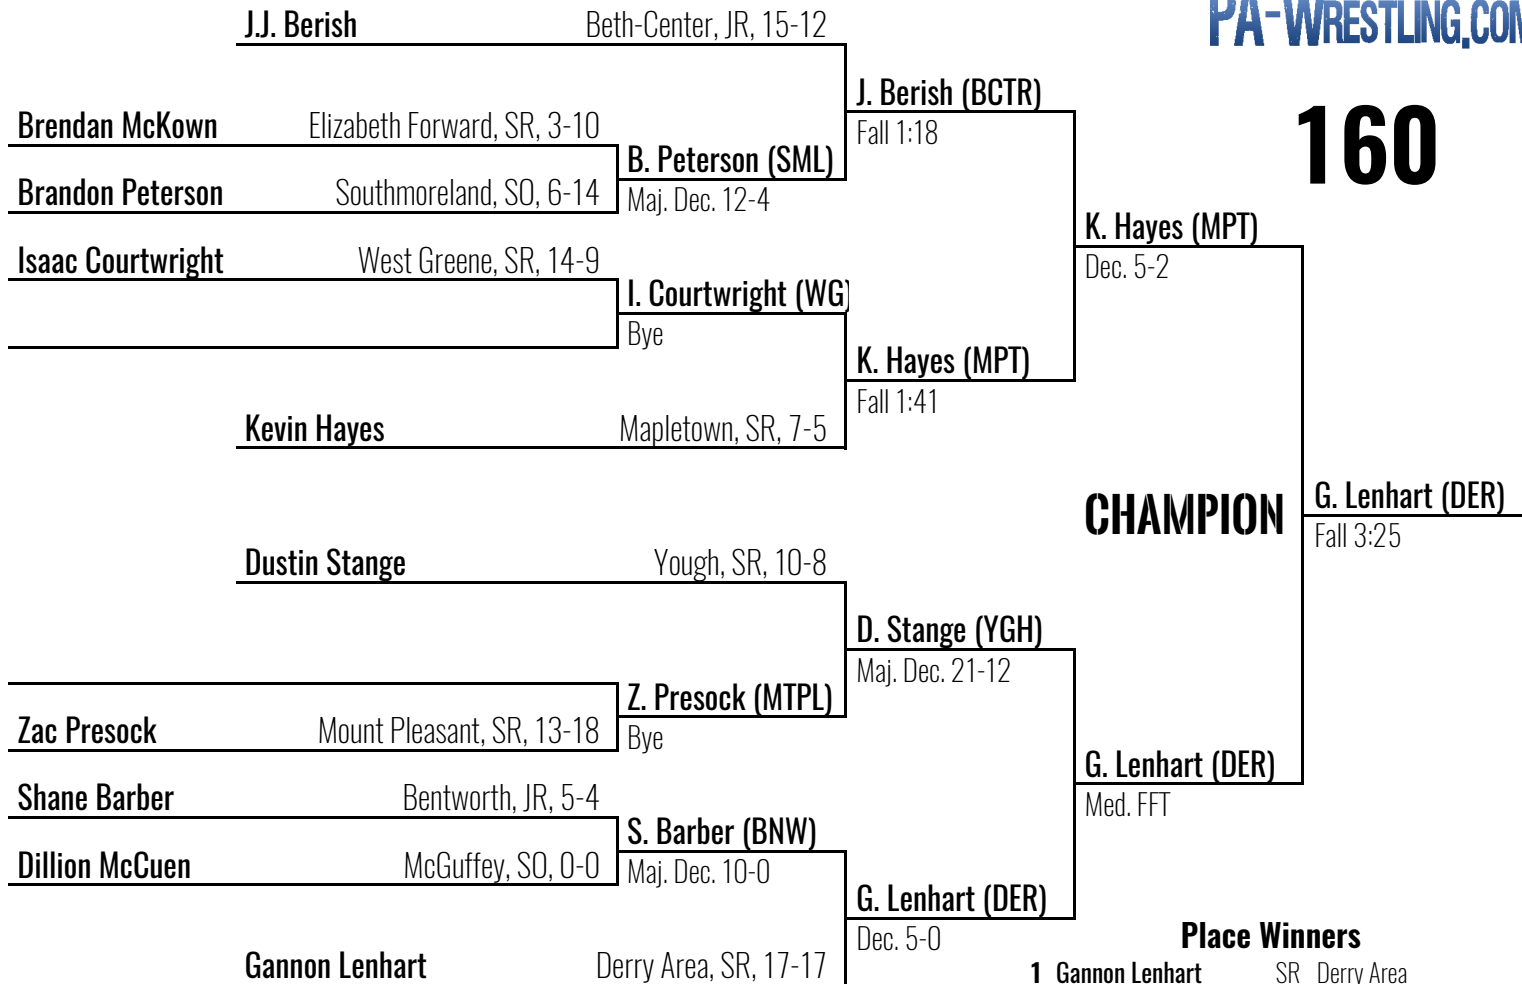 PA-WRESTLING.COM
160
J.J. Berish Beth-Center, JR, 15-12
J. Berish (BCTR)
Fall 1:18
Brendan McKown Elizabeth Forward, SR, 3-10
B. Peterson (SML)
Maj. Dec. 12-4
Brandon Peterson Southmoreland, SO, 6-14
K. Hayes (MPT)
Dec. 5-2
Isaac Courtwright West Greene, SR, 14-9
I. Courtwright (WG)
Bye
K. Hayes (MPT)
Fall 1:41
Kevin Hayes Mapletown, SR, 7-5
CHAMPION
G. Lenhart (DER)
Fall 3:25
Dustin Stange Yough, SR, 10-8
D. Stange (YGH)
Maj. Dec. 21-12
Z. Presock (MTPL)
Bye
Zac Presock Mount Pleasant, SR, 13-18
G. Lenhart (DER)
Med. FFT
Shane Barber Bentworth, JR, 5-4
S. Barber (BNW)
Maj. Dec. 10-0
Dillion McCuen McGuffey, SO, 0-0
G. Lenhart (DER)
Dec. 5-0
Gannon Lenhart Derry Area, SR, 17-17
Place Winners
1 Gannon Lenhart SR Derry Area